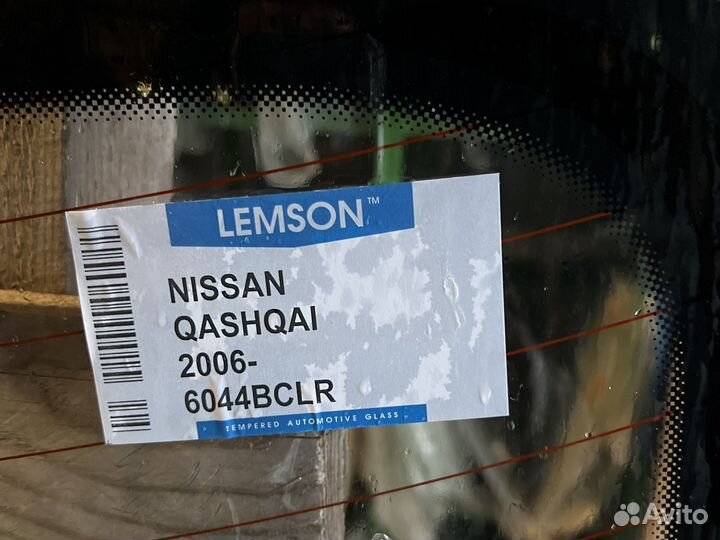 LEMSON™
NISSAN
QASHQAI
2006-
6044BCLR
TEMPERED AUTOMOTIVE GLASS
Avito